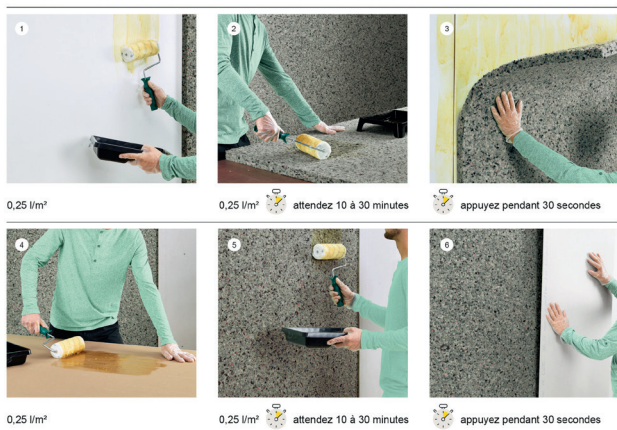 1
2
3
0,25 l/m²
0,25 l/m² attendez 10 à 30 minutes
appuyez pendant 30 secondes
4
5
6
0,25 l/m²
0,25 l/m² attendez 10 à 30 minutes
appuyez pendant 30 secondes